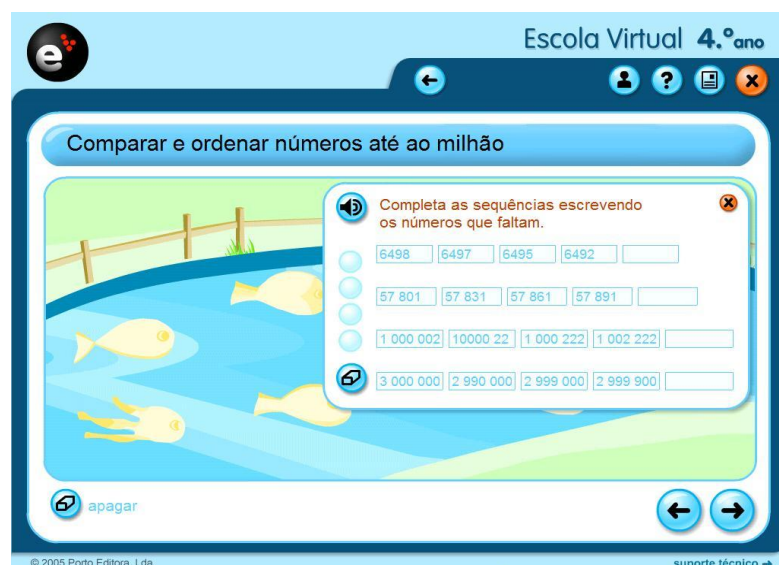 Escola Virtual 4.ºano
Comparar e ordenar números até ao milhão
Completa as sequências escrevendo
os números que faltam.
6498 6497 6495 6492
57 801 57 831 57 861 57 891
1 000 002 10000 22 1 000 222 1 002 222
3 000 000 2 990 000 2 999 000 2 999 900
apagar
© 2005 Porto Editora, Lda
suporte técnico